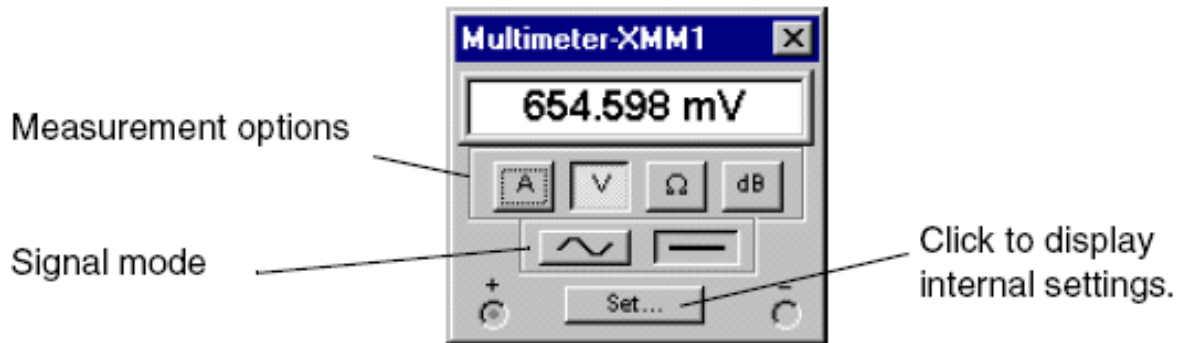 Multimeter-XMM1
654.598 mV
Measurement options
A V Ω dB
Signal mode
Click to display
internal settings.
+ Set... -